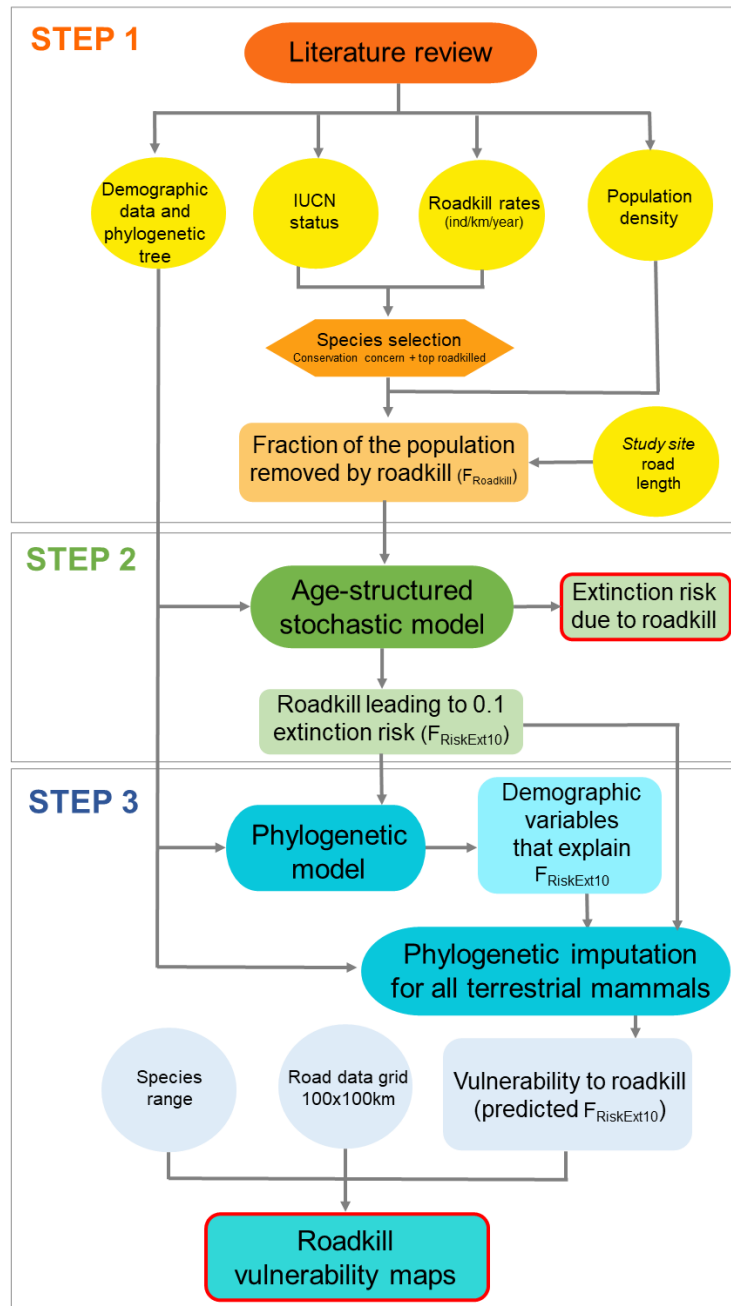 STEP 1
Literature review
Demographic
data and
phylogenetic
tree
IUCN
status
Roadkill rates
(ind/km/year)
Population
density
Species selection
Conservation concern + top roadkilled
Fraction of the population
removed by roadkill (F_Roadkill)
Study site
road
length
STEP 2
Age-structured
stochastic model
Extinction risk
due to roadkill
Roadkill leading to 0.1
extinction risk (F_RiskExt10)
STEP 3
Phylogenetic
model
Demographic
variables
that explain
F_RiskExt10
Phylogenetic imputation
for all terrestrial mammals
Species
range
Road data grid
100x100km
Vulnerability to roadkill
(predicted F_RiskExt10)
Roadkill
vulnerability maps